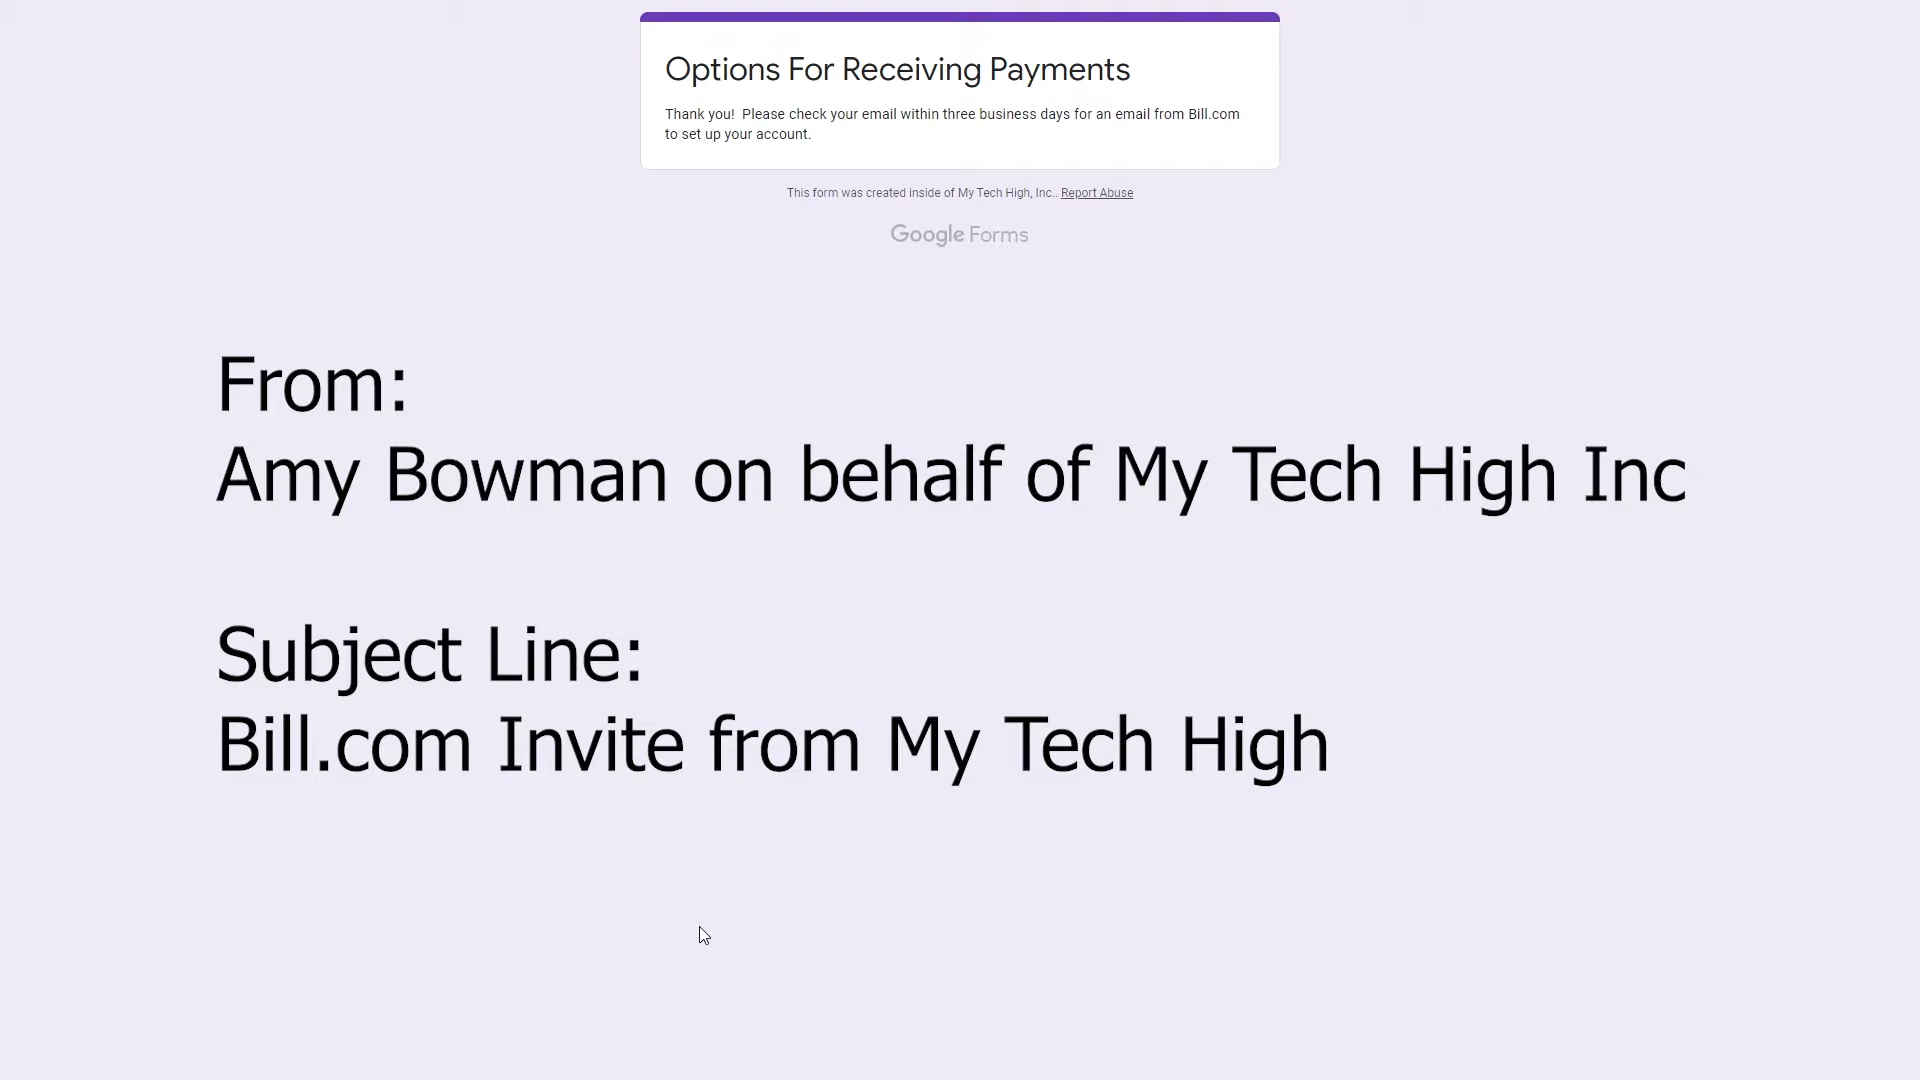 Options For Receiving Payments
Thank you!  Please check your email within three business days for an email from Bill.com
to set up your account.
This form was created inside of My Tech High, Inc.. Report Abuse
Google Forms
From:
Amy Bowman on behalf of My Tech High Inc
Subject Line:
Bill.com Invite from My Tech High